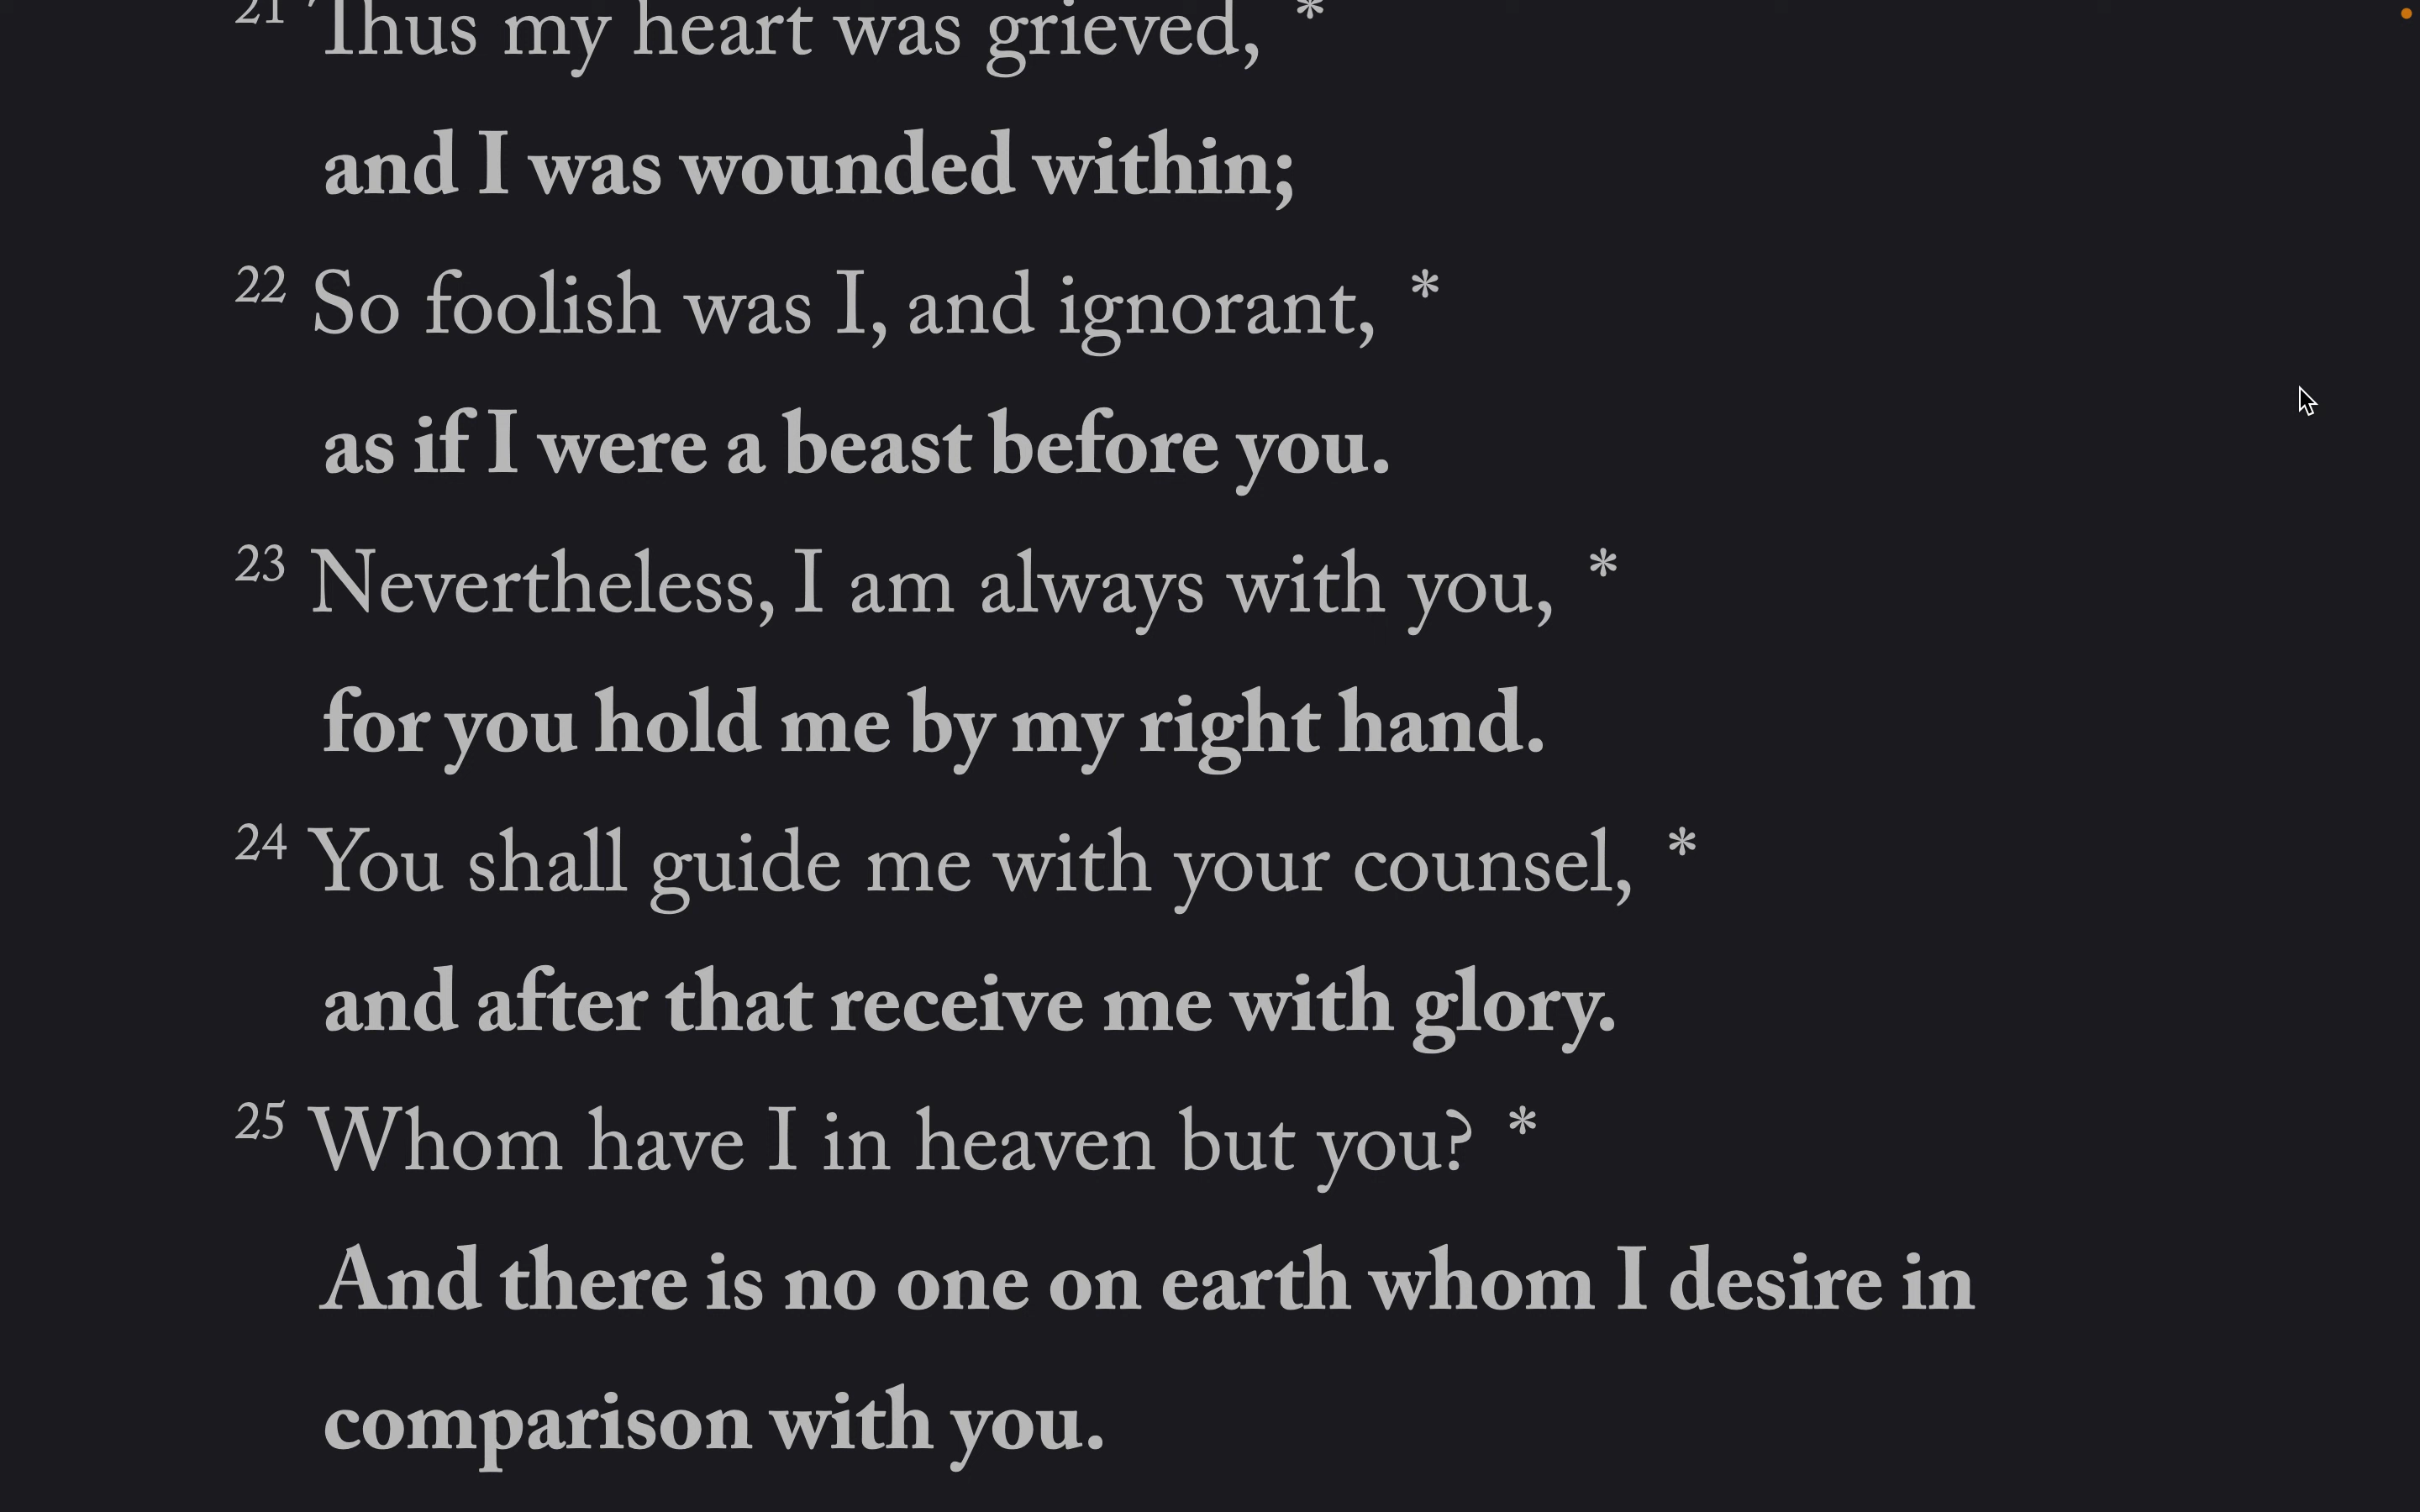 21 Thus my heart was grieved, *
and I was wounded within;
22 So foolish was I, and ignorant, *
as if I were a beast before you.
23 Nevertheless, I am always with you, *
for you hold me by my right hand.
24 You shall guide me with your counsel, *
and after that receive me with glory.
25 Whom have I in heaven but you? *
And there is no one on earth whom I desire in
comparison with you.